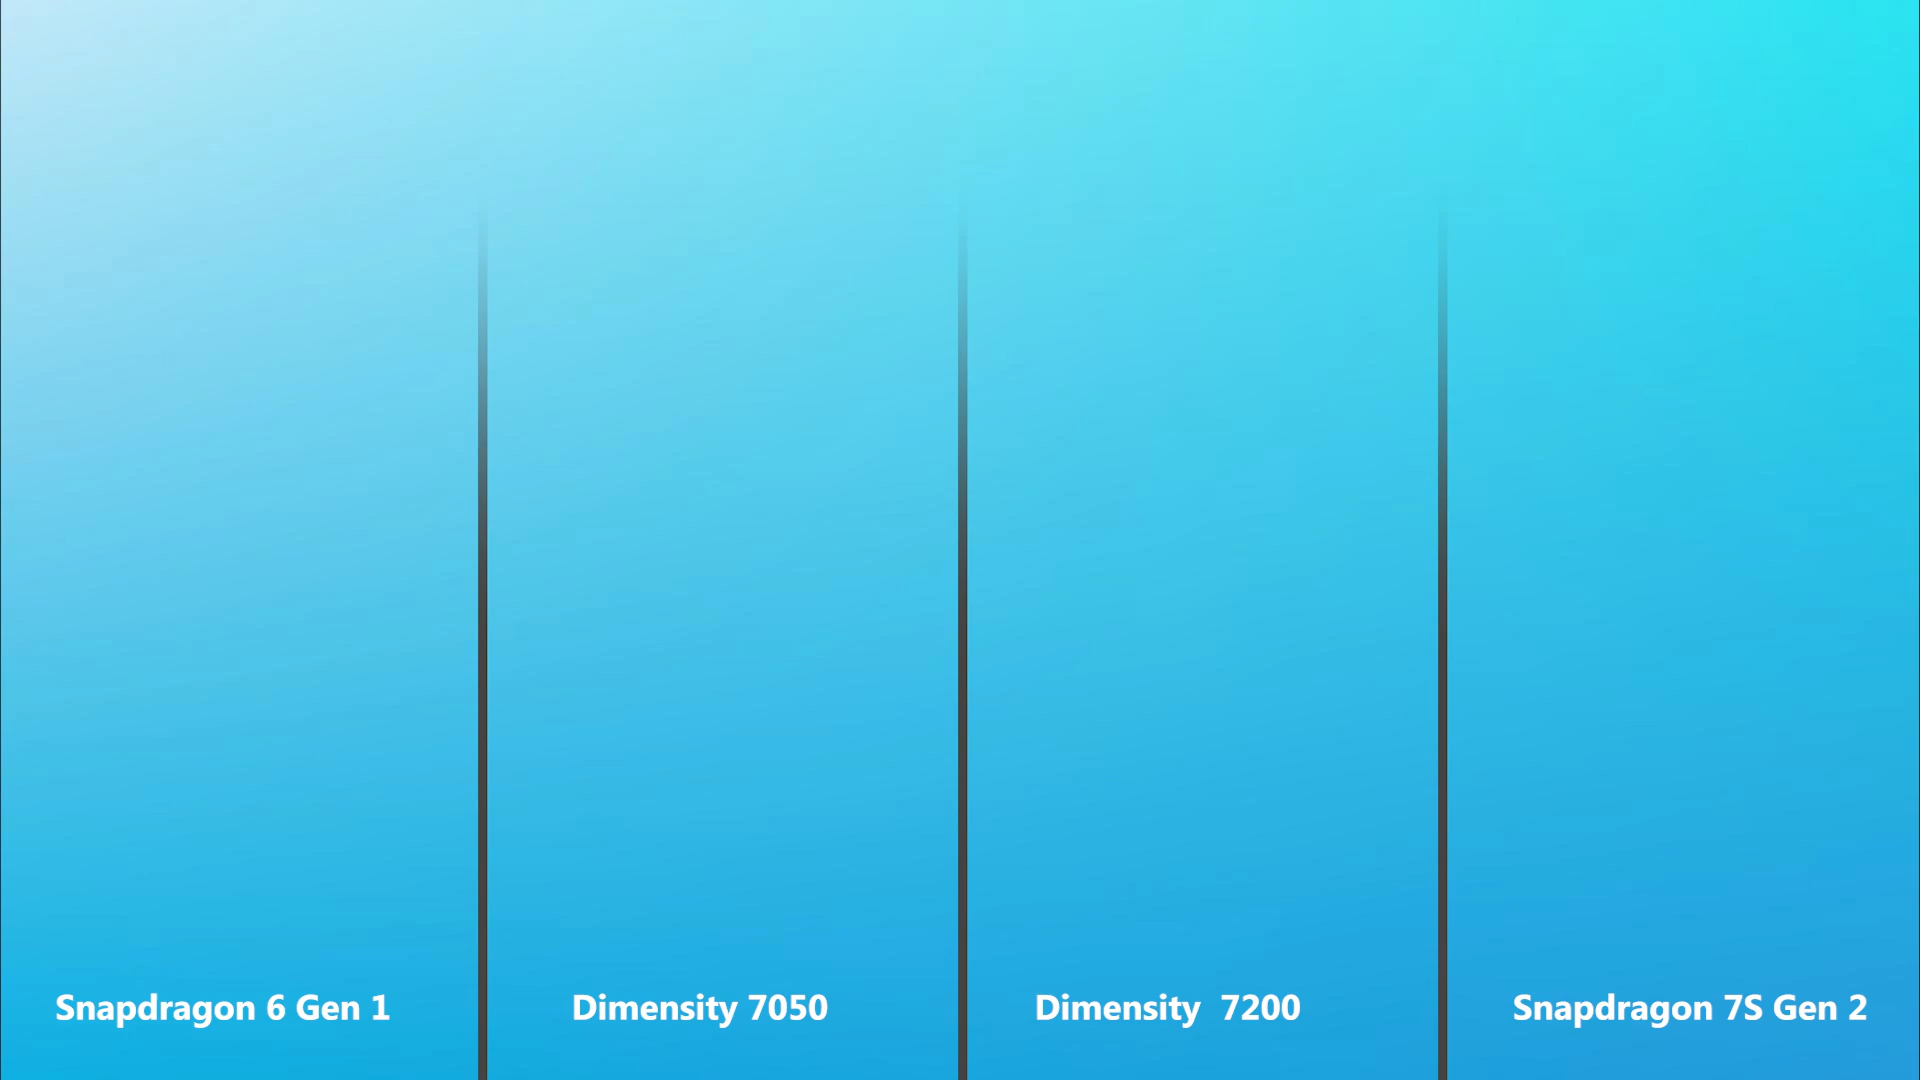 Snapdragon 6 Gen 1
Dimensity 7050
Dimensity  7200
Snapdragon 7S Gen 2